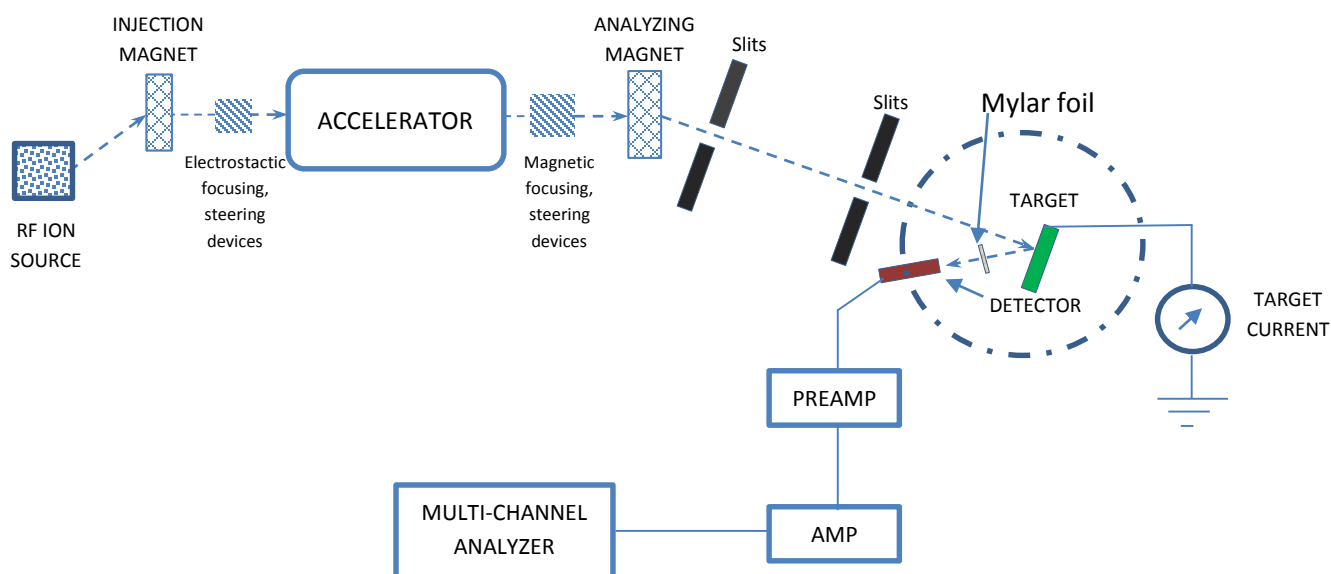 INJECTION
MAGNET
ANALYZING
MAGNET
Slits
Slits
Mylar foil
ACCELERATOR
Electrostactic
focusing,
steering
devices
Magnetic
focusing,
steering
devices
RF ION
SOURCE
TARGET
DETECTOR
TARGET
CURRENT
PREAMP
MULTI-CHANNEL
ANALYZER
AMP